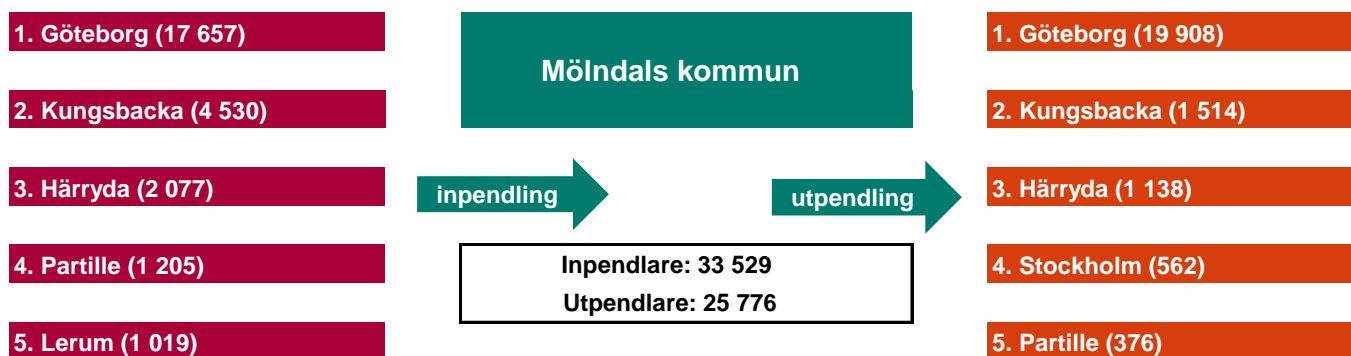 1. Göteborg (17 657)
2. Kungsbacka (4 530)
3. Härryda (2 077)
4. Partille (1 205)
5. Lerum (1 019)
Mölndals kommun
inpendling
utpendling
Inpendlare: 33 529
Utpendlare: 25 776
1. Göteborg (19 908)
2. Kungsbacka (1 514)
3. Härryda (1 138)
4. Stockholm (562)
5. Partille (376)